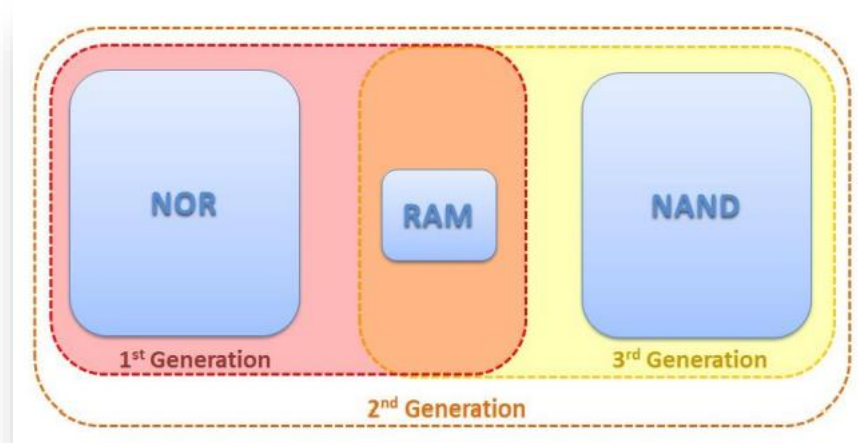 NOR
RAM
NAND
1st Generation
3rd Generation
2nd Generation